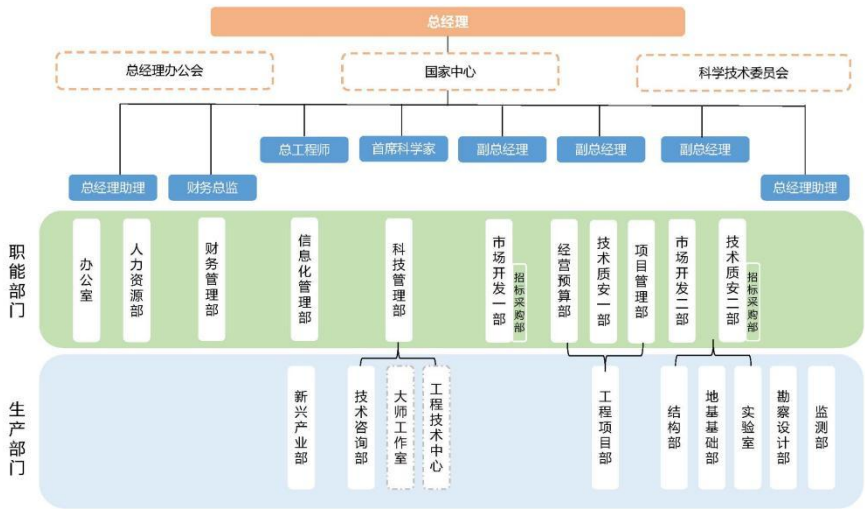 总经理
总经理办公会
国家中心
科学技术委员会
总工程师
首席科学家
副总经理
副总经理
副总经理
总经理助理
财务总监
总经理助理
职能部门
办公室
人力资源部
财务管理部
信息化管理部
科技管理部
市场开发一部
招标采购部
经营预算部
技术质安一部
项目管理部
市场开发二部
技术质安二部
招标采购部
生产部门
新兴产业部
技术咨询部
大师工作室
工程技术中心
工程项目部
结构部
地基基础部
实验室
勘察设计部
监测部